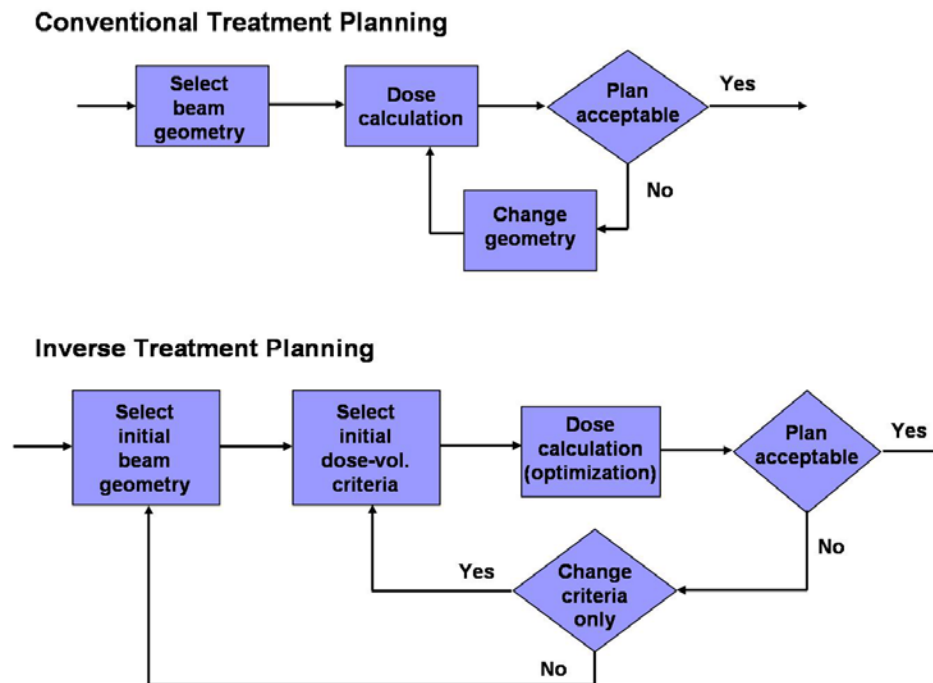 Conventional Treatment Planning
Select
beam
geometry
Dose
calculation
Plan
acceptable
Yes
No
Change
geometry
Inverse Treatment Planning
Select
initial
beam
geometry
Select
initial
dose-vol.
criteria
Dose
calculation
(optimization)
Plan
acceptable
Yes
No
Change
criteria
only
Yes
No